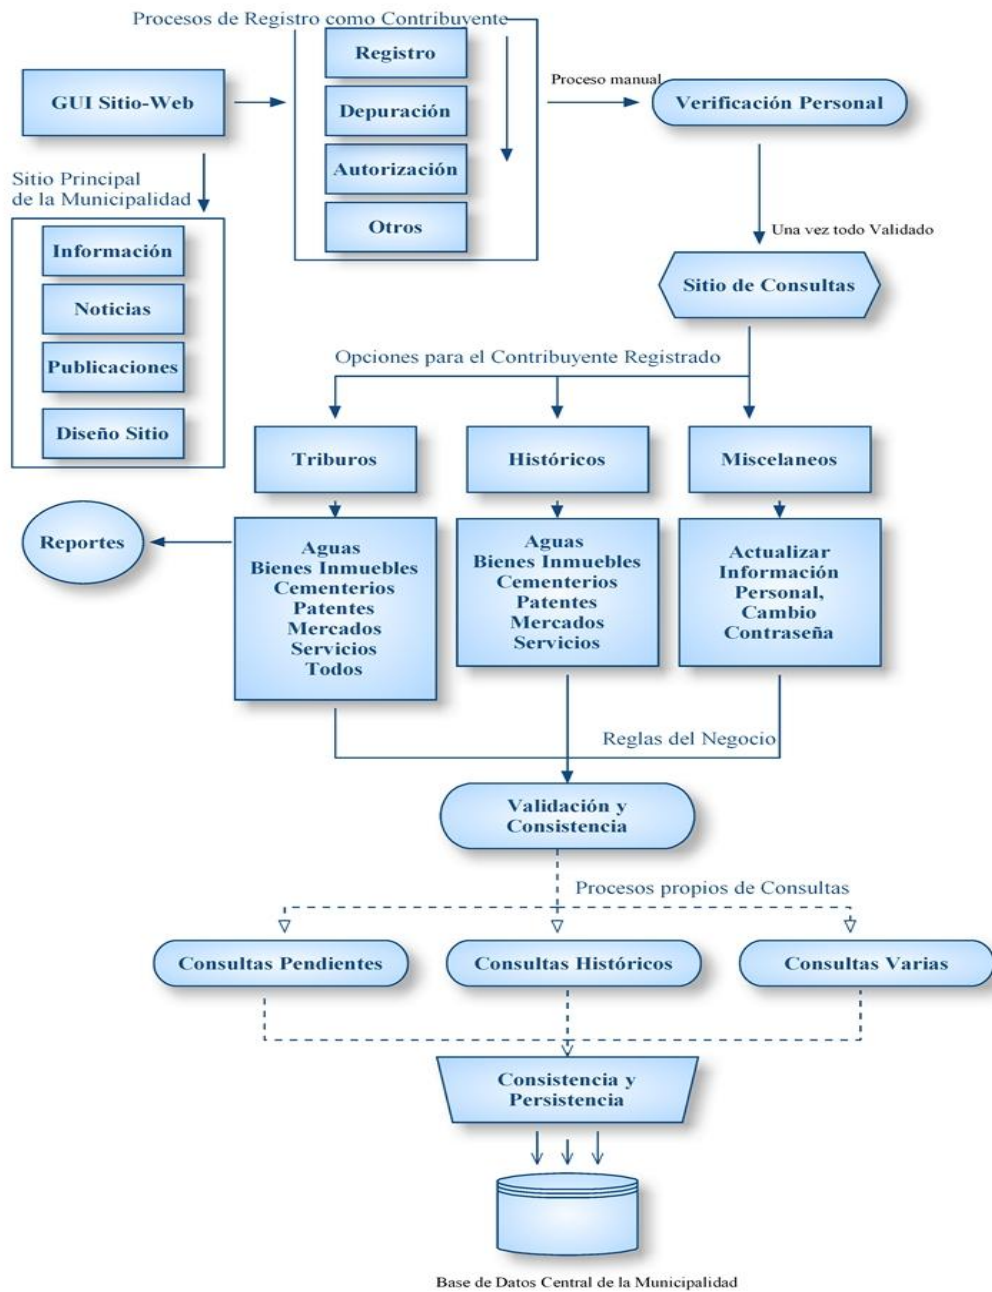 Procesos de Registro como Contribuyente
GUI Sitio-Web
Registro
Depuración
Autorización
Otros
Proceso manual
Verificación Personal
Sitio Principal
de la Municipalidad
Información
Noticias
Publicaciones
Diseño Sitio
Una vez todo Validado
Sitio de Consultas
Opciones para el Contribuyente Registrado
Triburos
Históricos
Miscelaneos
Reportes
Aguas
Bienes Inmuebles
Cementerios
Patentes
Mercados
Servicios
Todos
Aguas
Bienes Inmuebles
Cementerios
Patentes
Mercados
Servicios
Actualizar
Información
Personal,
Cambio
Contraseña
Reglas del Negocio
Validación y
Consistencia
Procesos propios de Consultas
Consultas Pendientes
Consultas Históricos
Consultas Varias
Consistencia y
Persistencia
Base de Datos Central de la Municipalidad